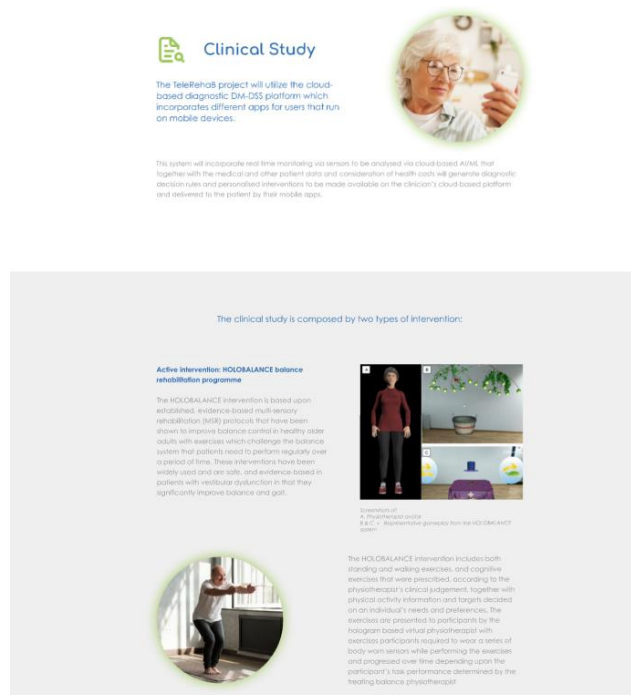 Clinical Study
The TeleRehaB project will utilize the cloud-
based diagnostic DM-DSS platform which
incorporates different apps for users that run
on mobile devices.
This system will incorporate real time monitoring via sensors to be analysed via cloud-based AI/ML that
together with the medical and other patient data and consideration of health costs will generate diagnostic
decision rules and personalised interventions to be made available on the clinician's cloud-based platform
and delivered to the patient by their mobile apps.
The clinical study is composed by two types of intervention:
Active intervention: HOLOBALANCE balance
rehabilitation programme
The HOLOBALANCE intervention is based upon
established, evidence-based multi-sensory
rehabilitation (MSR) protocols that have been
shown to improve balance control in healthy older
adults with exercises which challenge the balance
system that patients need to perform regularly over
a period of time. These interventions have been
widely used and are safe, and evidence-based in
patients with vestibular dysfunction in that they
significantly improve balance and gait.
A
B
C
Screenshots of:
A. Physiotherapist avatar
B & C = Representative gameplay from the HOLOBALANCE
system
The HOLOBALANCE intervention includes both
standing and walking exercises, and cognitive
exercises that were prescribed, according to the
physiotherapist's clinical judgement, together with
physical activity information and targets decided
on an individual's needs and preferences. The
exercises are presented to participants by the
hologram based virtual physiotherapist with
exercises participants required to wear a series of
body worn sensors while performing the exercises
and progressed over time depending upon the
participant's task performance determined by the
treating balance physiotherapist